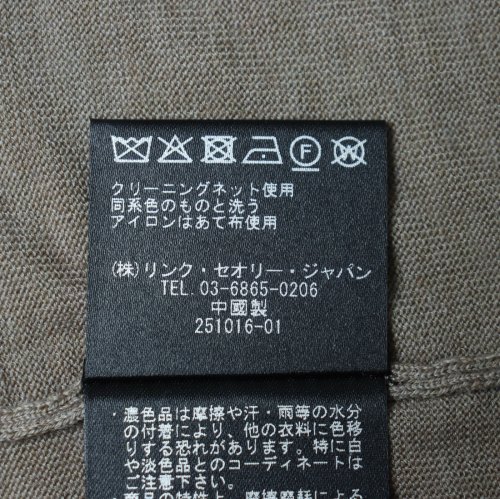 F W
クリーニングネット使用
同系色のものと洗う
アイロンはあて布使用
(株)リンク・セオリー・ジャパン
TEL. 03-6865-0206
中國製
251016-01
・濃色品は摩擦や汗・雨等の水分
の付着により、他の衣料に色移
りする恐れがあります。特に白
や淡色品とのコーディネートは
ご注意下さい。